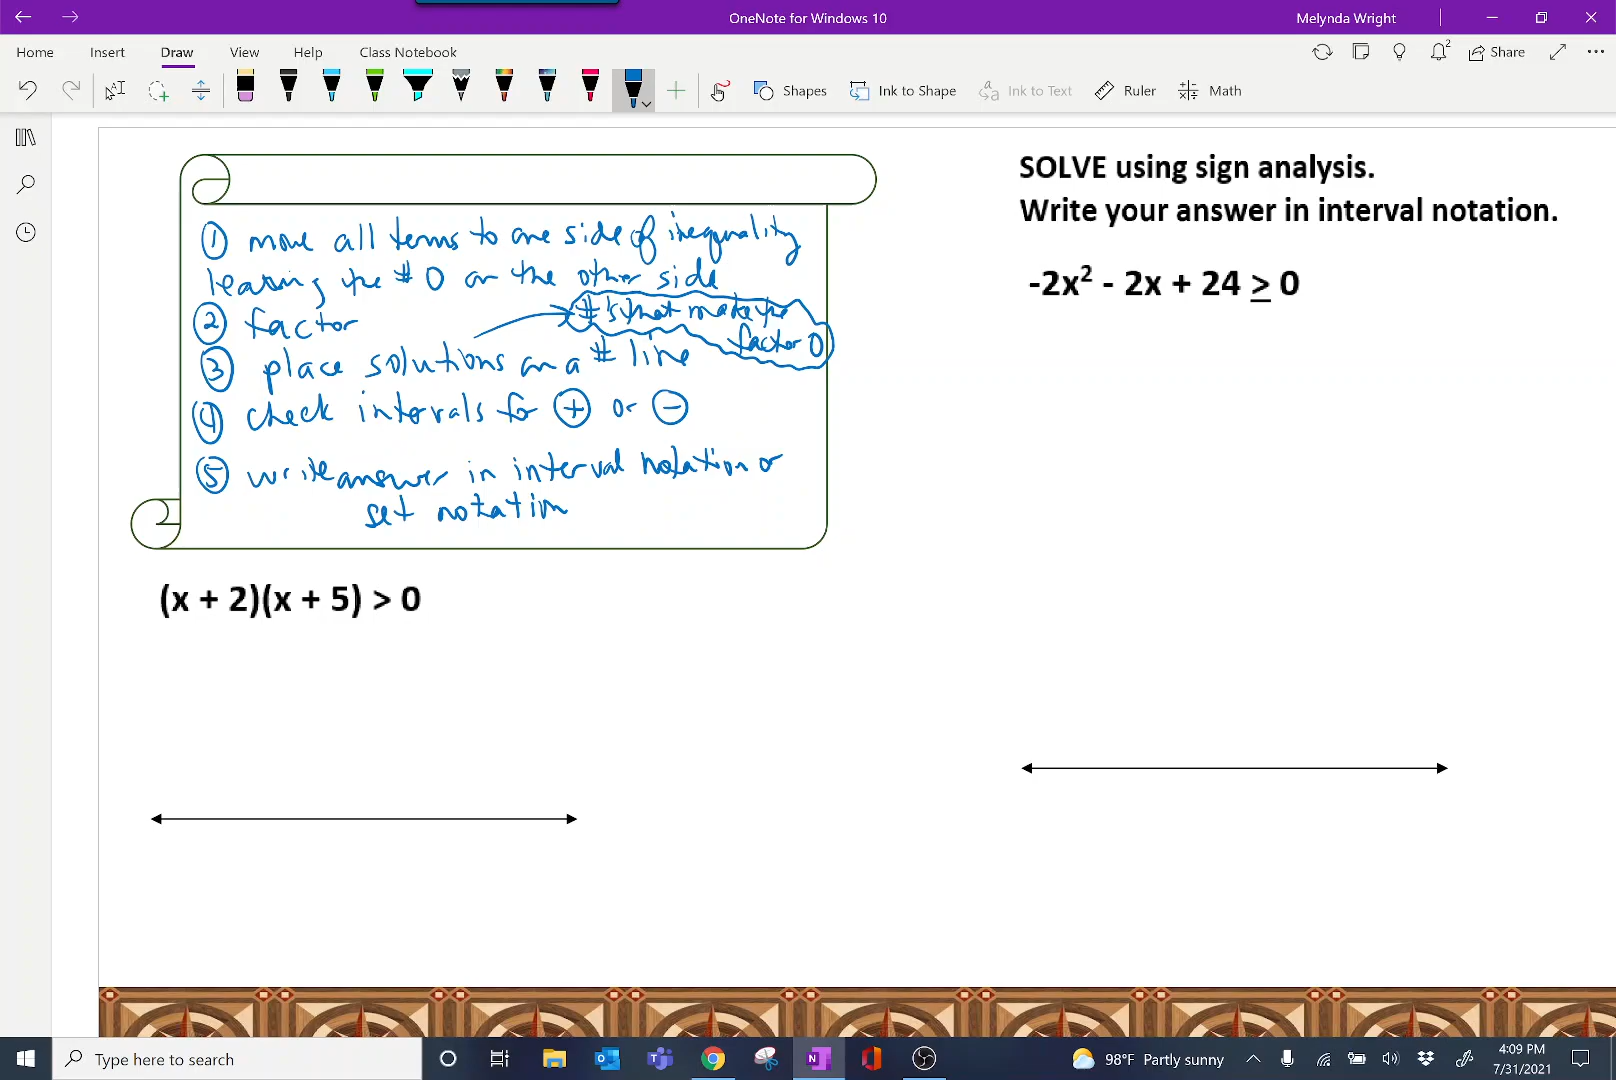 OneNote for Windows 10
Melynda Wright
Home Insert Draw View Help Class Notebook
2 Share
Shapes Ink to Shape Ink to Text Ruler Math
① move all terms to one side of inequality
leaving the # 0 on the other side
② factor
#'s that make the
factor 0
③ place solutions on a # line
④ check intervals for + or −
⑤ write answer in interval notation or
set notation
(x + 2)(x + 5) > 0
SOLVE using sign analysis.
Write your answer in interval notation.
-2x² - 2x + 24 ≥ 0
Type here to search
98°F Partly sunny
4:09 PM
7/31/2021